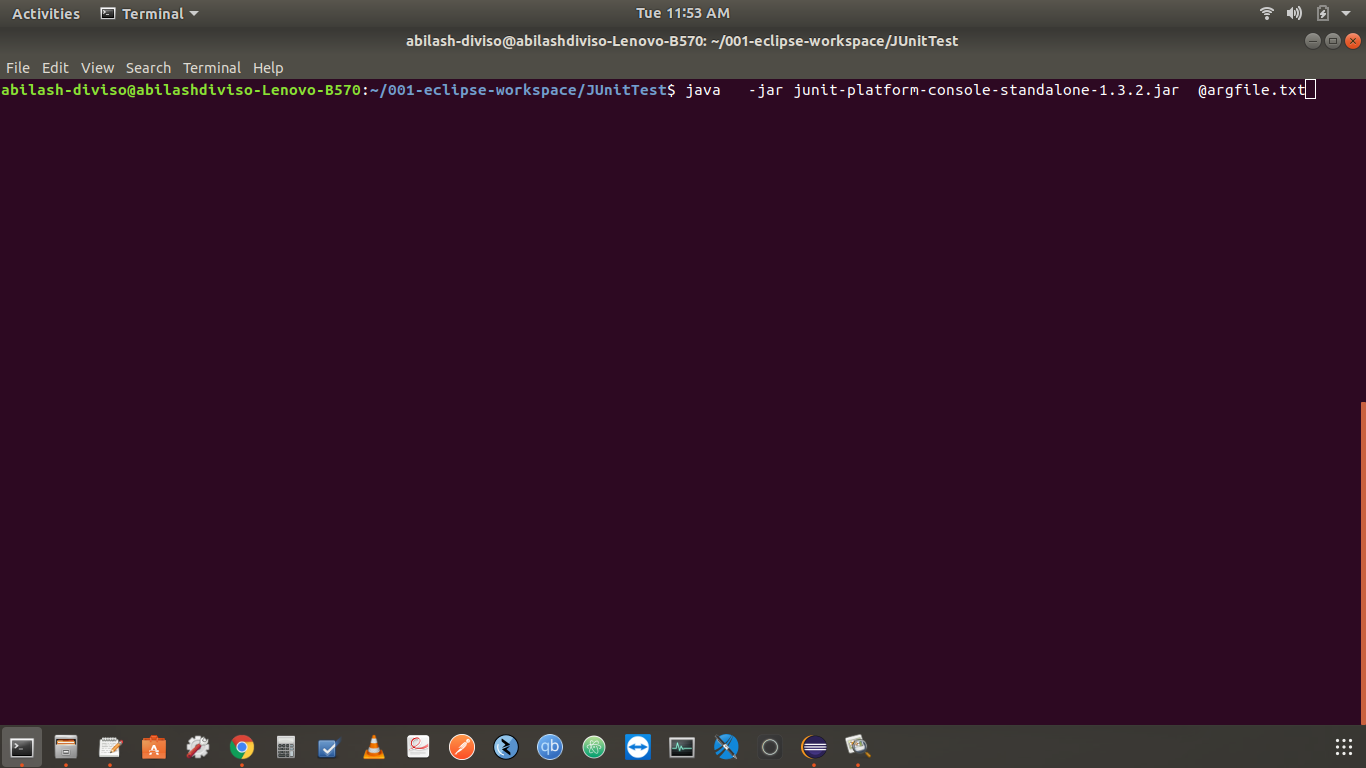 Activities Terminal Tue 11:53 AM
abilash-diviso@abilashdiviso-Lenovo-B570: ~/001-eclipse-workspace/JUnitTest
File Edit View Search Terminal Help
abilash-diviso@abilashdiviso-Lenovo-B570:~/001-eclipse-workspace/JUnitTest$ java   -jar junit-platform-console-standalone-1.3.2.jar  @argfile.txt
qb